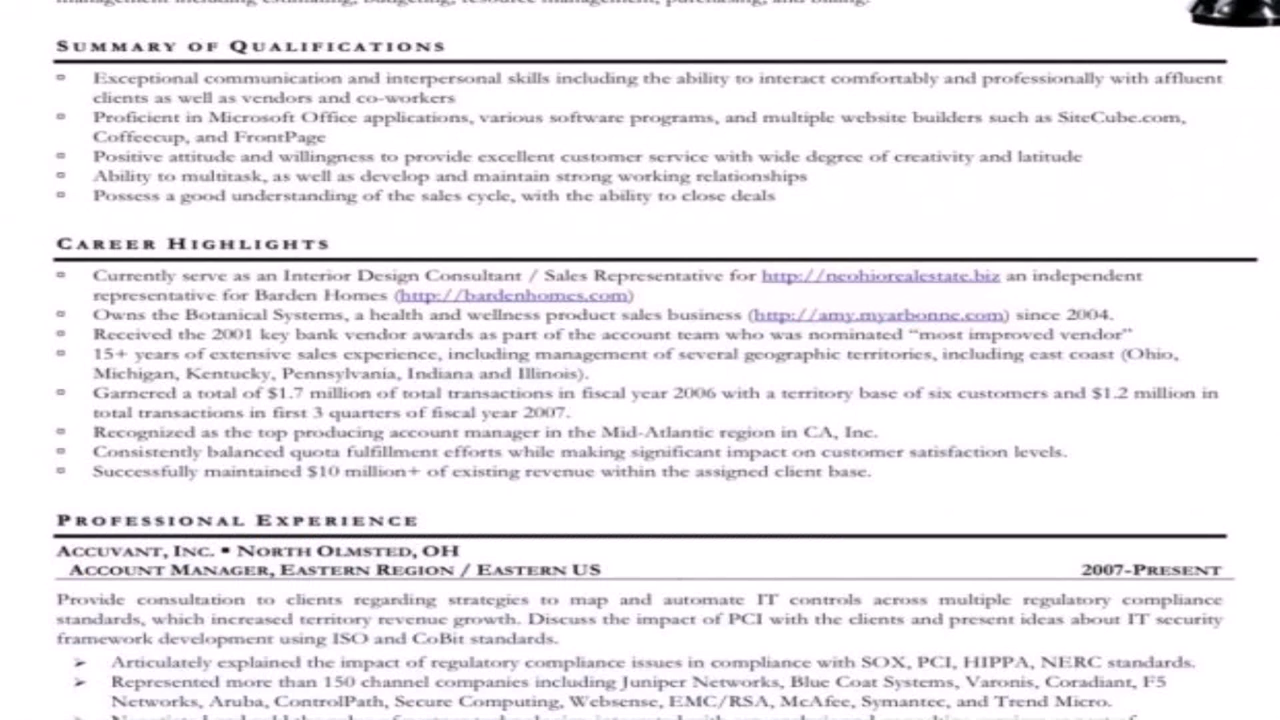 management including estimating, budgeting, resource management, purchasing, and billing.
SUMMARY OF QUALIFICATIONS
Exceptional communication and interpersonal skills including the ability to interact comfortably and professionally with affluent
clients as well as vendors and co-workers
Proficient in Microsoft Office applications, various software programs, and multiple website builders such as SiteCube.com,
Coffeecup, and FrontPage
Positive attitude and willingness to provide excellent customer service with wide degree of creativity and latitude
Ability to multitask, as well as develop and maintain strong working relationships
Possess a good understanding of the sales cycle, with the ability to close deals
CAREER HIGHLIGHTS
Currently serve as an Interior Design Consultant / Sales Representative for http://neohiorealestate.biz an independent
representative for Barden Homes (http://bardenhomes.com)
Owns the Botanical Systems, a health and wellness product sales business (http://amy.myarbonne.com) since 2004.
Received the 2001 key bank vendor awards as part of the account team who was nominated “most improved vendor”
15+ years of extensive sales experience, including management of several geographic territories, including east coast (Ohio,
Michigan, Kentucky, Pennsylvania, Indiana and Illinois).
Garnered a total of $1.7 million of total transactions in fiscal year 2006 with a territory base of six customers and $1.2 million in
total transactions in first 3 quarters of fiscal year 2007.
Recognized as the top producing account manager in the Mid-Atlantic region in CA, Inc.
Consistently balanced quota fulfillment efforts while making significant impact on customer satisfaction levels.
Successfully maintained $10 million+ of existing revenue within the assigned client base.
PROFESSIONAL EXPERIENCE
ACCUVANT, INC. ▪ NORTH OLMSTED, OH
ACCOUNT MANAGER, EASTERN REGION / EASTERN US 2007-PRESENT
Provide consultation to clients regarding strategies to map and automate IT controls across multiple regulatory compliance
standards, which increased territory revenue growth. Discuss the impact of PCI with the clients and present ideas about IT security
framework development using ISO and CoBit standards.
Articulately explained the impact of regulatory compliance issues in compliance with SOX, PCI, HIPPA, NERC standards.
Represented more than 150 channel companies including Juniper Networks, Blue Coat Systems, Varonis, Coradiant, F5
Networks, Aruba, ControlPath, Secure Computing, Websense, EMC/RSA, McAfee, Symantec, and Trend Micro.